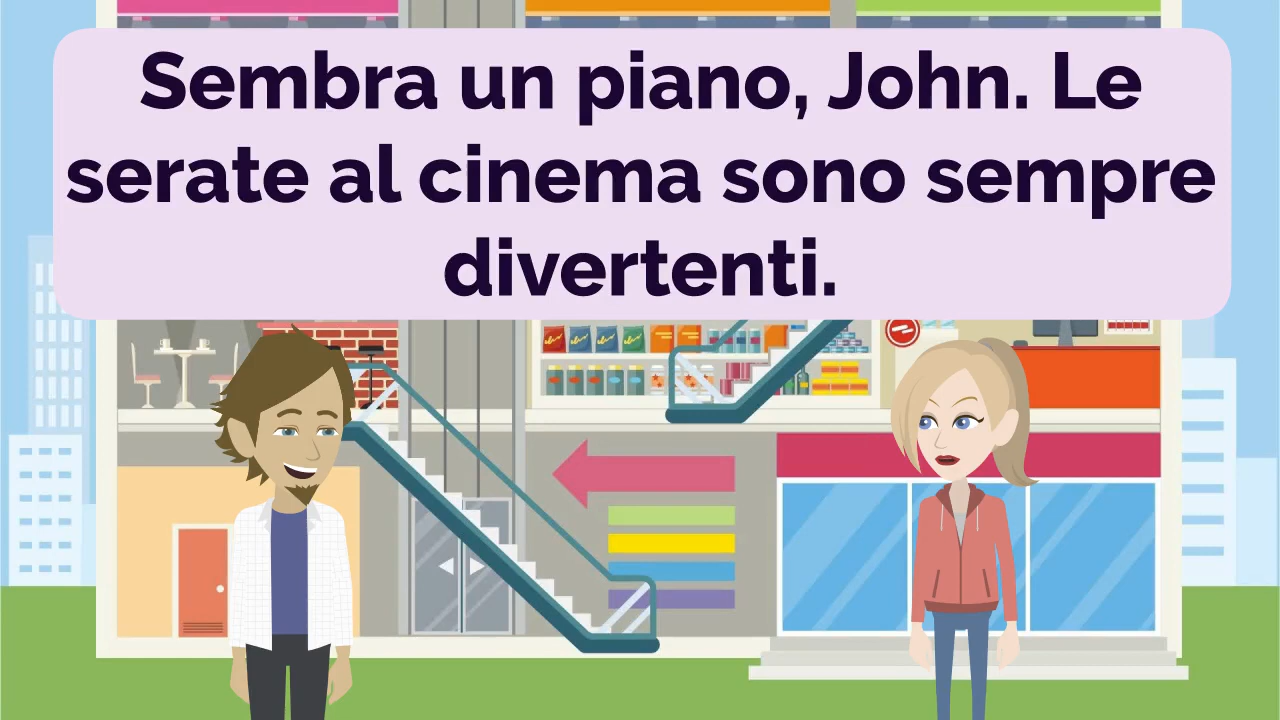 Sembra un piano, John. Le
serate al cinema sono sempre
divertenti.